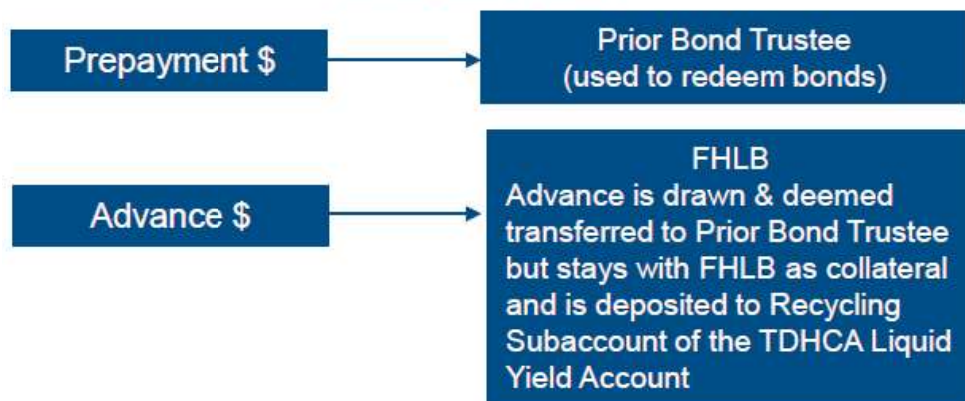 Prepayment $
Prior Bond Trustee
(used to redeem bonds)
Advance $
FHLB
Advance is drawn & deemed
transferred to Prior Bond Trustee
but stays with FHLB as collateral
and is deposited to Recycling
Subaccount of the TDHCA Liquid
Yield Account